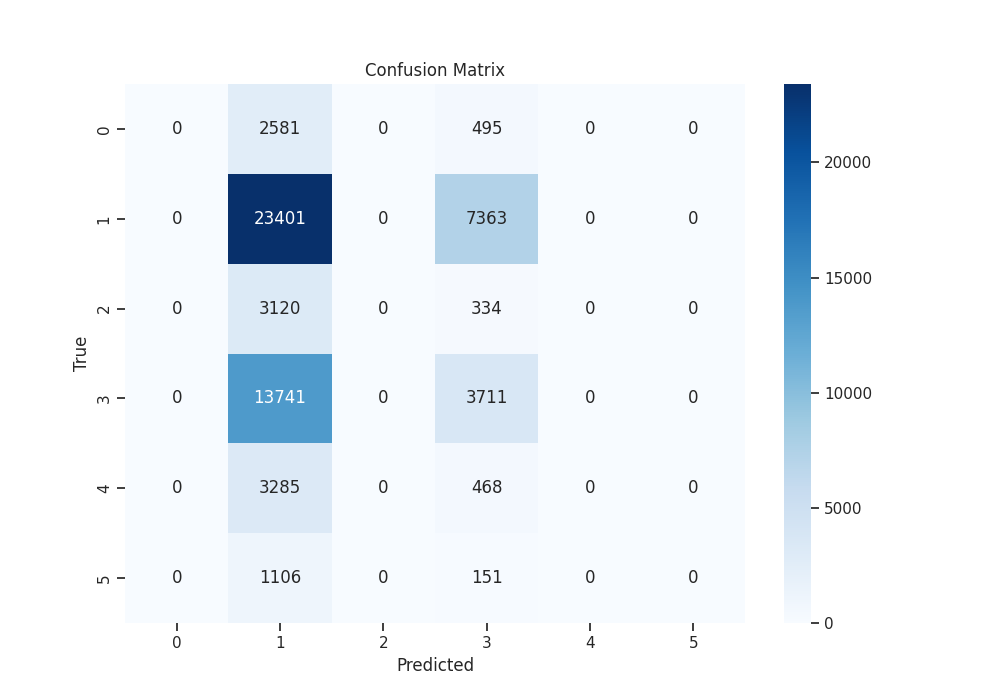 Confusion Matrix
0 0 2581 0 495 0 0
1 0 23401 0 7363 0 0
2 0 3120 0 334 0 0
3 0 13741 0 3711 0 0
4 0 3285 0 468 0 0
5 0 1106 0 151 0 0
True
0 1 2 3 4 5
Predicted
20000
15000
10000
5000
0